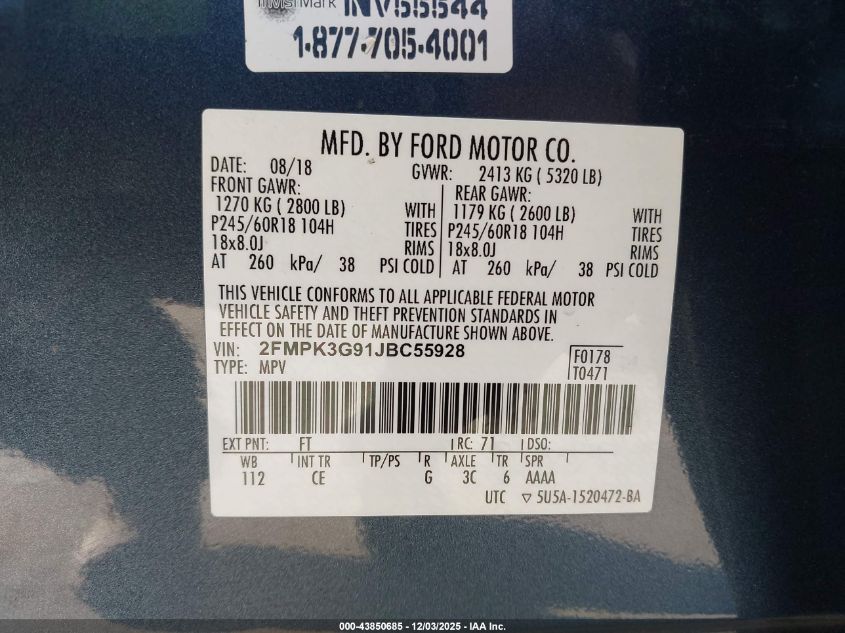 InvisiMark
INV55544
1-877-705-4001
MFD. BY FORD MOTOR CO.
DATE: 08/18 GVWR: 2413 KG ( 5320 LB)
FRONT GAWR: REAR GAWR:
1270 KG ( 2800 LB) WITH 1179 KG ( 2600 LB) WITH
P245/60R18 104H TIRES P245/60R18 104H TIRES
18x8.0J RIMS 18x8.0J RIMS
AT 260 kPa/ 38 PSI COLD AT 260 kPa/ 38 PSI COLD
THIS VEHICLE CONFORMS TO ALL APPLICABLE FEDERAL MOTOR
VEHICLE SAFETY AND THEFT PREVENTION STANDARDS IN
EFFECT ON THE DATE OF MANUFACTURE SHOWN ABOVE.
VIN: 2FMPK3G91JBC55928
TYPE: MPV
F0178
T0471
EXT PNT: FT RC: 71 DSO:
WB INT TR TP/PS R AXLE TR SPR
112 CE G 3C 6 AAAA
UTC ▽ 5U5A-1520472-BA
000-43850685 - 12/03/2025 - IAA Inc.